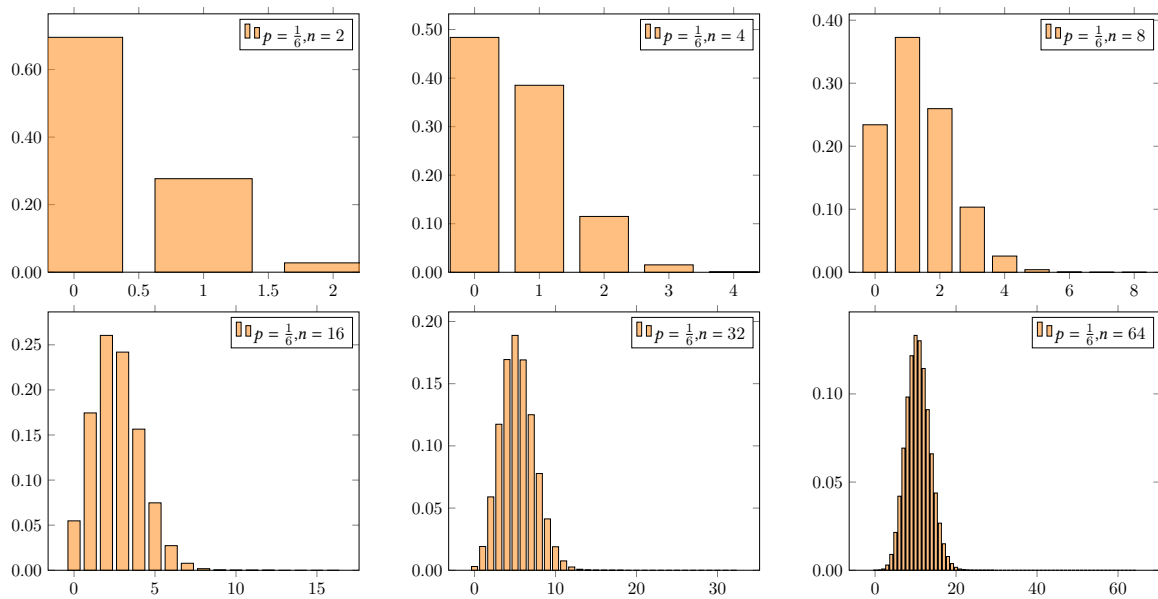 p = 1/6, n = 2
0.60
0.40
0.20
0.00
0 0.5 1 1.5 2
p = 1/6, n = 4
0.50
0.40
0.30
0.20
0.10
0.00
0 1 2 3 4
p = 1/6, n = 8
0.40
0.30
0.20
0.10
0.00
0 2 4 6 8
p = 1/6, n = 16
0.25
0.20
0.15
0.10
0.05
0.00
0 5 10 15
p = 1/6, n = 32
0.20
0.15
0.10
0.05
0.00
0 10 20 30
p = 1/6, n = 64
0.10
0.05
0.00
0 20 40 60